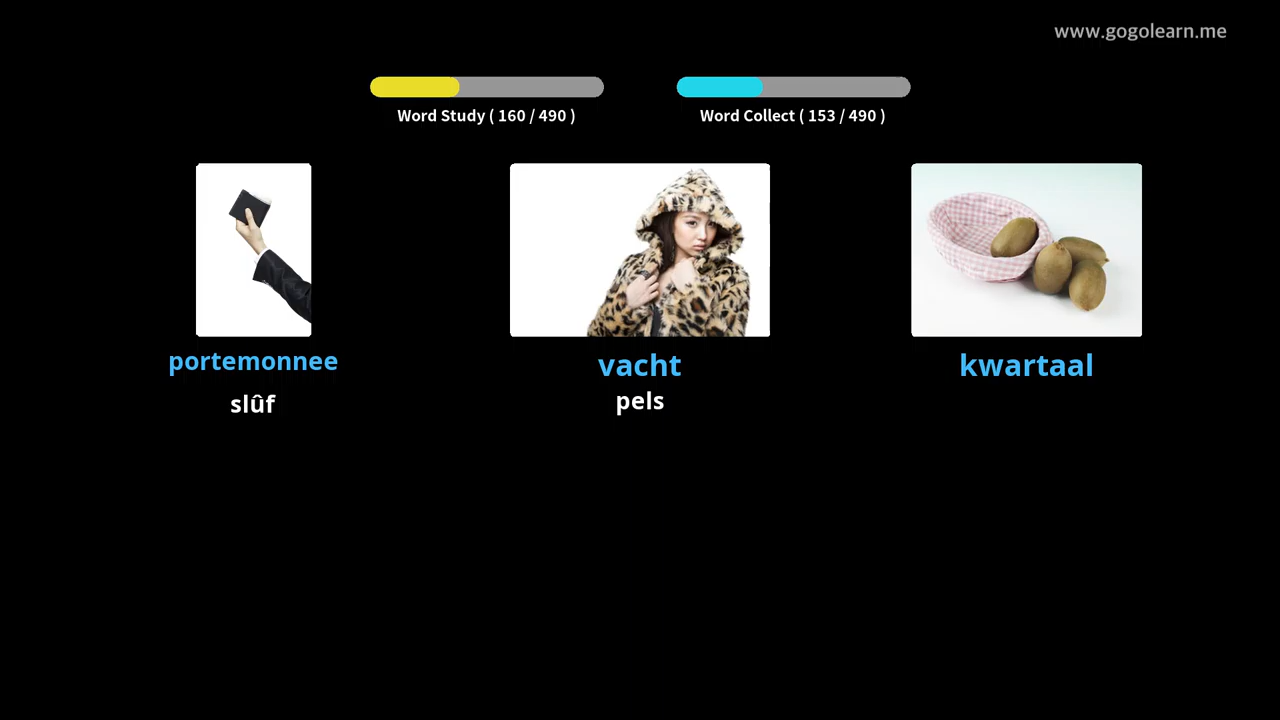 www.gogolearn.me
Word Study ( 160 / 490 )
Word Collect ( 153 / 490 )
portemonnee
vacht
kwartaal
slûf
pels